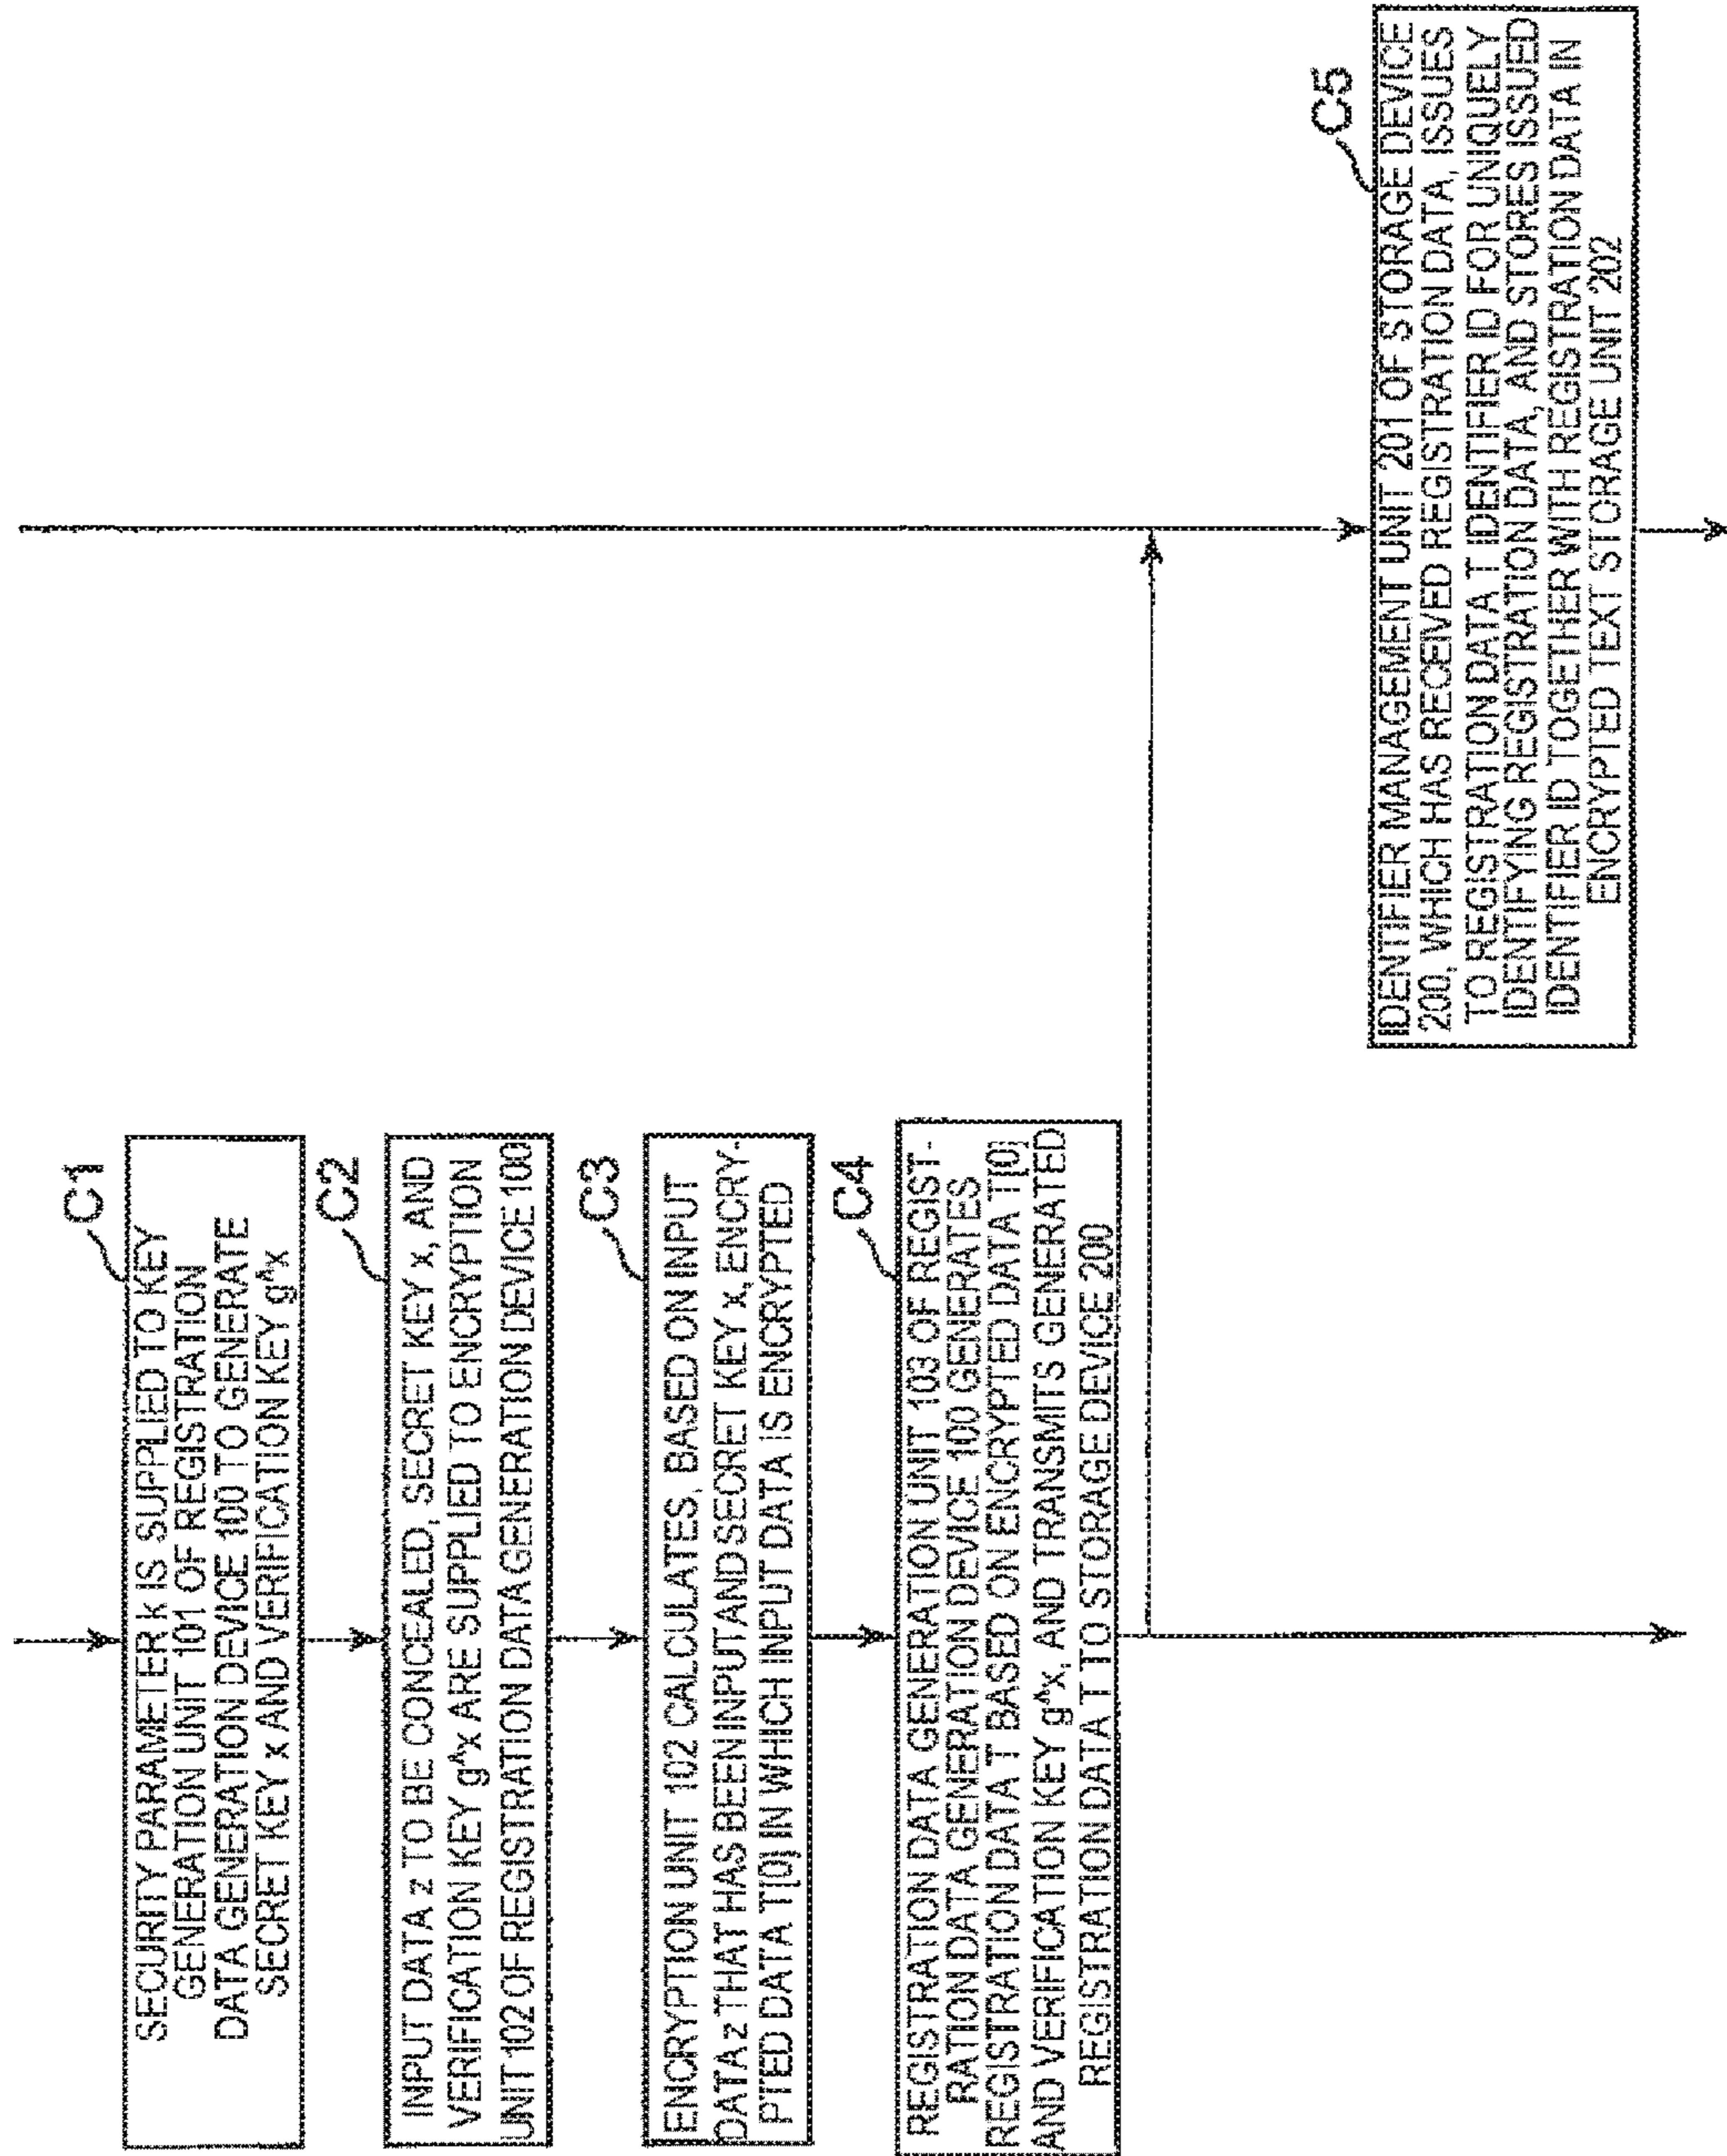 C1
SECURITY PARAMETER k IS SUPPLIED TO KEY
GENERATION UNIT 101 OF REGISTRATION
DATA GENERATION DEVICE 100 TO GENERATE
SECRET KEY x AND VERIFICATION KEY g^x
C2
INPUT DATA z TO BE CONCEALED, SECRET KEY x, AND
VERIFICATION KEY g^x ARE SUPPLIED TO ENCRYPTION
UNIT 102 OF REGISTRATION DATA GENERATION DEVICE 100
C3
ENCRYPTION UNIT 102 CALCULATES, BASED ON INPUT
DATA z THAT HAS BEEN INPUT AND SECRET KEY x, ENCRY-
PTED DATA T[0] IN WHICH INPUT DATA IS ENCRYPTED
C4
REGISTRATION DATA GENERATION UNIT 103 OF REGIST-
RATION DATA GENERATION DEVICE 100 GENERATES
REGISTRATION DATA T BASED ON ENCRYPTED DATA T[0]
AND VERIFICATION KEY g^x, AND TRANSMITS GENERATED
REGISTRATION DATA T TO STORAGE DEVICE 200
C5
IDENTIFIER MANAGEMENT UNIT 201 OF STORAGE DEVICE
200, WHICH HAS RECEIVED REGISTRATION DATA, ISSUES
TO REGISTRATION DATA T IDENTIFIER ID FOR UNIQUELY
IDENTIFYING REGISTRATION DATA, AND STORES ISSUED
IDENTIFIER ID TOGETHER WITH REGISTRATION DATA IN
ENCRYPTED TEXT STORAGE UNIT 202